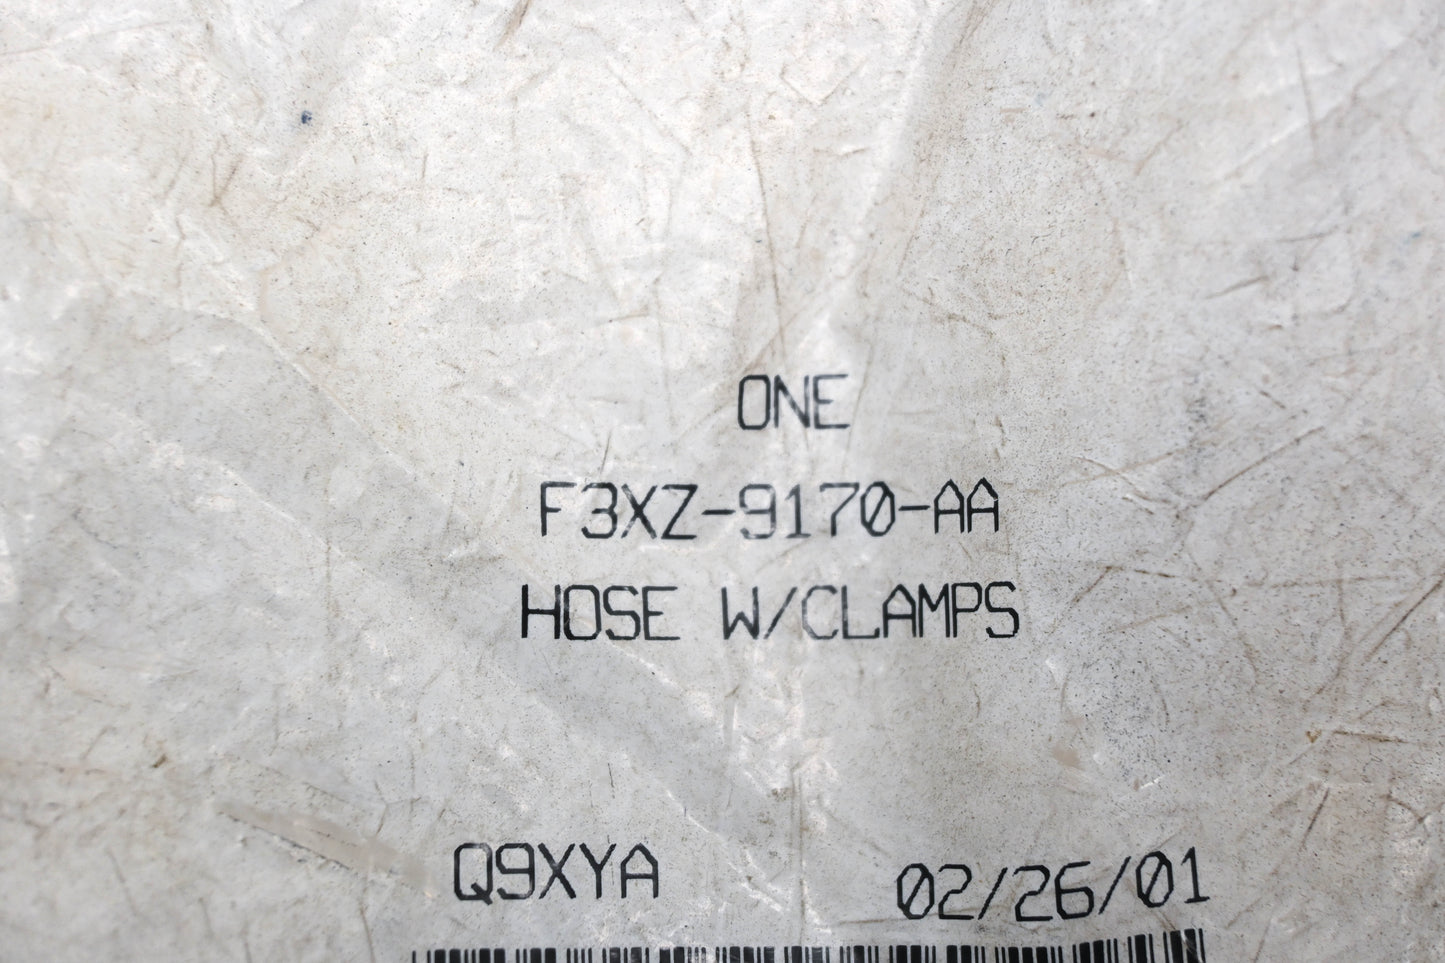 ONE
F3XZ-9170-AA
HOSE W/CLAMPS
Q9XYA 02/26/01